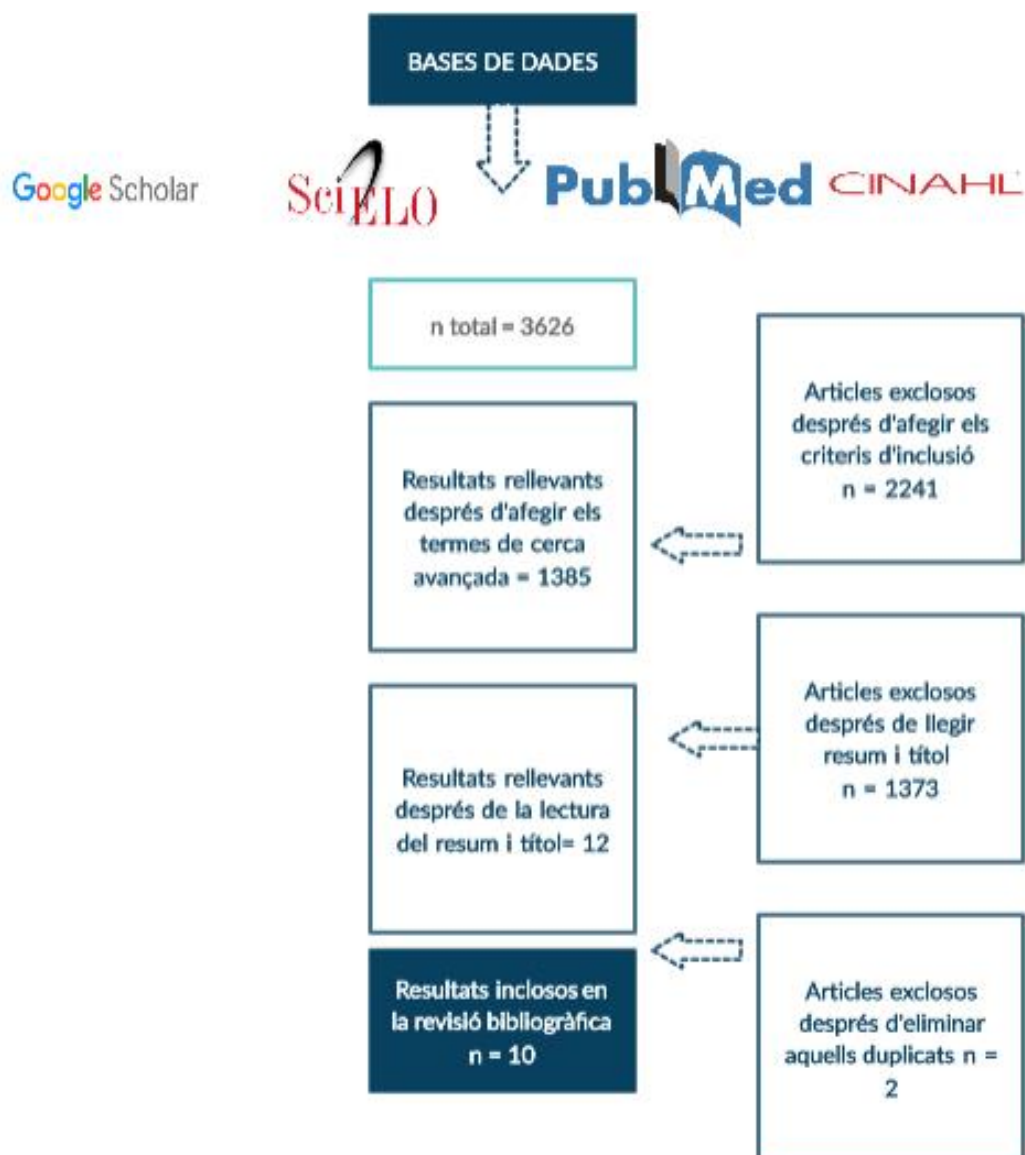 BASES DE DADES
Google Scholar
SciELO
PubMed
CINAHL
n total = 3626
Articles exclosos
després d'afegir els
criteris d'inclusió
n = 2241
Resultats rellevants
després d'afegir els
termes de cerca
avançada = 1385
Articles exclosos
després de llegir
resum i títol
n = 1373
Resultats rellevants
després de la lectura
del resum i títol= 12
Articles exclosos
després d'eliminar
aquells duplicats n =
2
Resultats inclosos en
la revisió bibliogràfica
n = 10